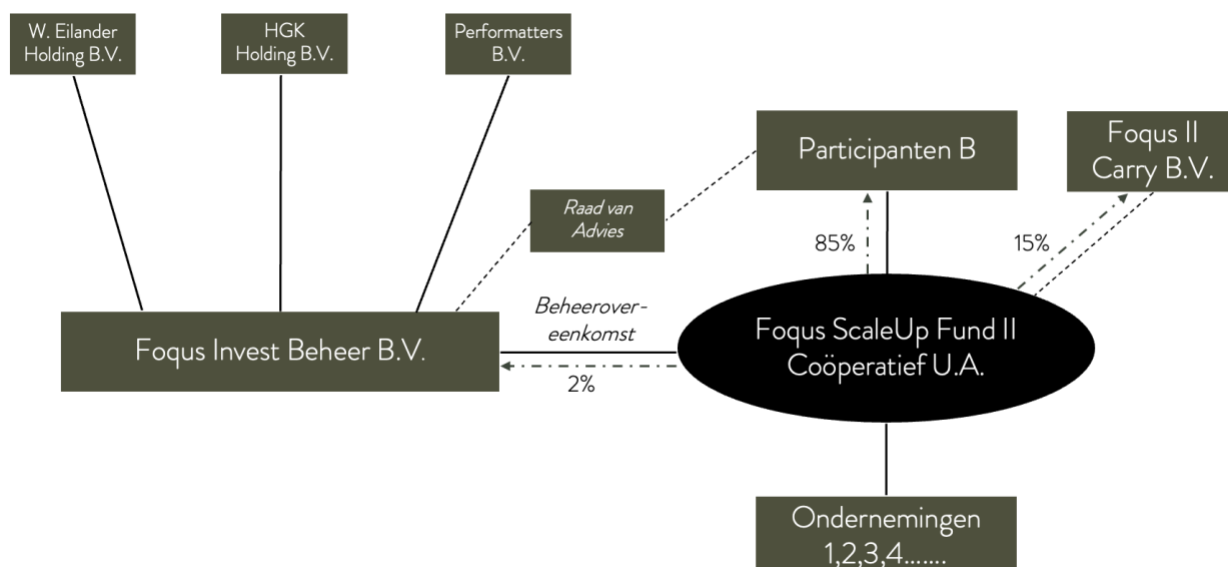 W. Eilander
Holding B.V.
HGK
Holding B.V.
Performatters
B.V.
Participanten B
Foqus II
Carry B.V.
Raad van
Advies
85%
15%
Beheerover-
eenkomst
Foqus Invest Beheer B.V.
Foqus ScaleUp Fund II
Coöperatief U.A.
2%
Ondernemingen
1,2,3,4.......